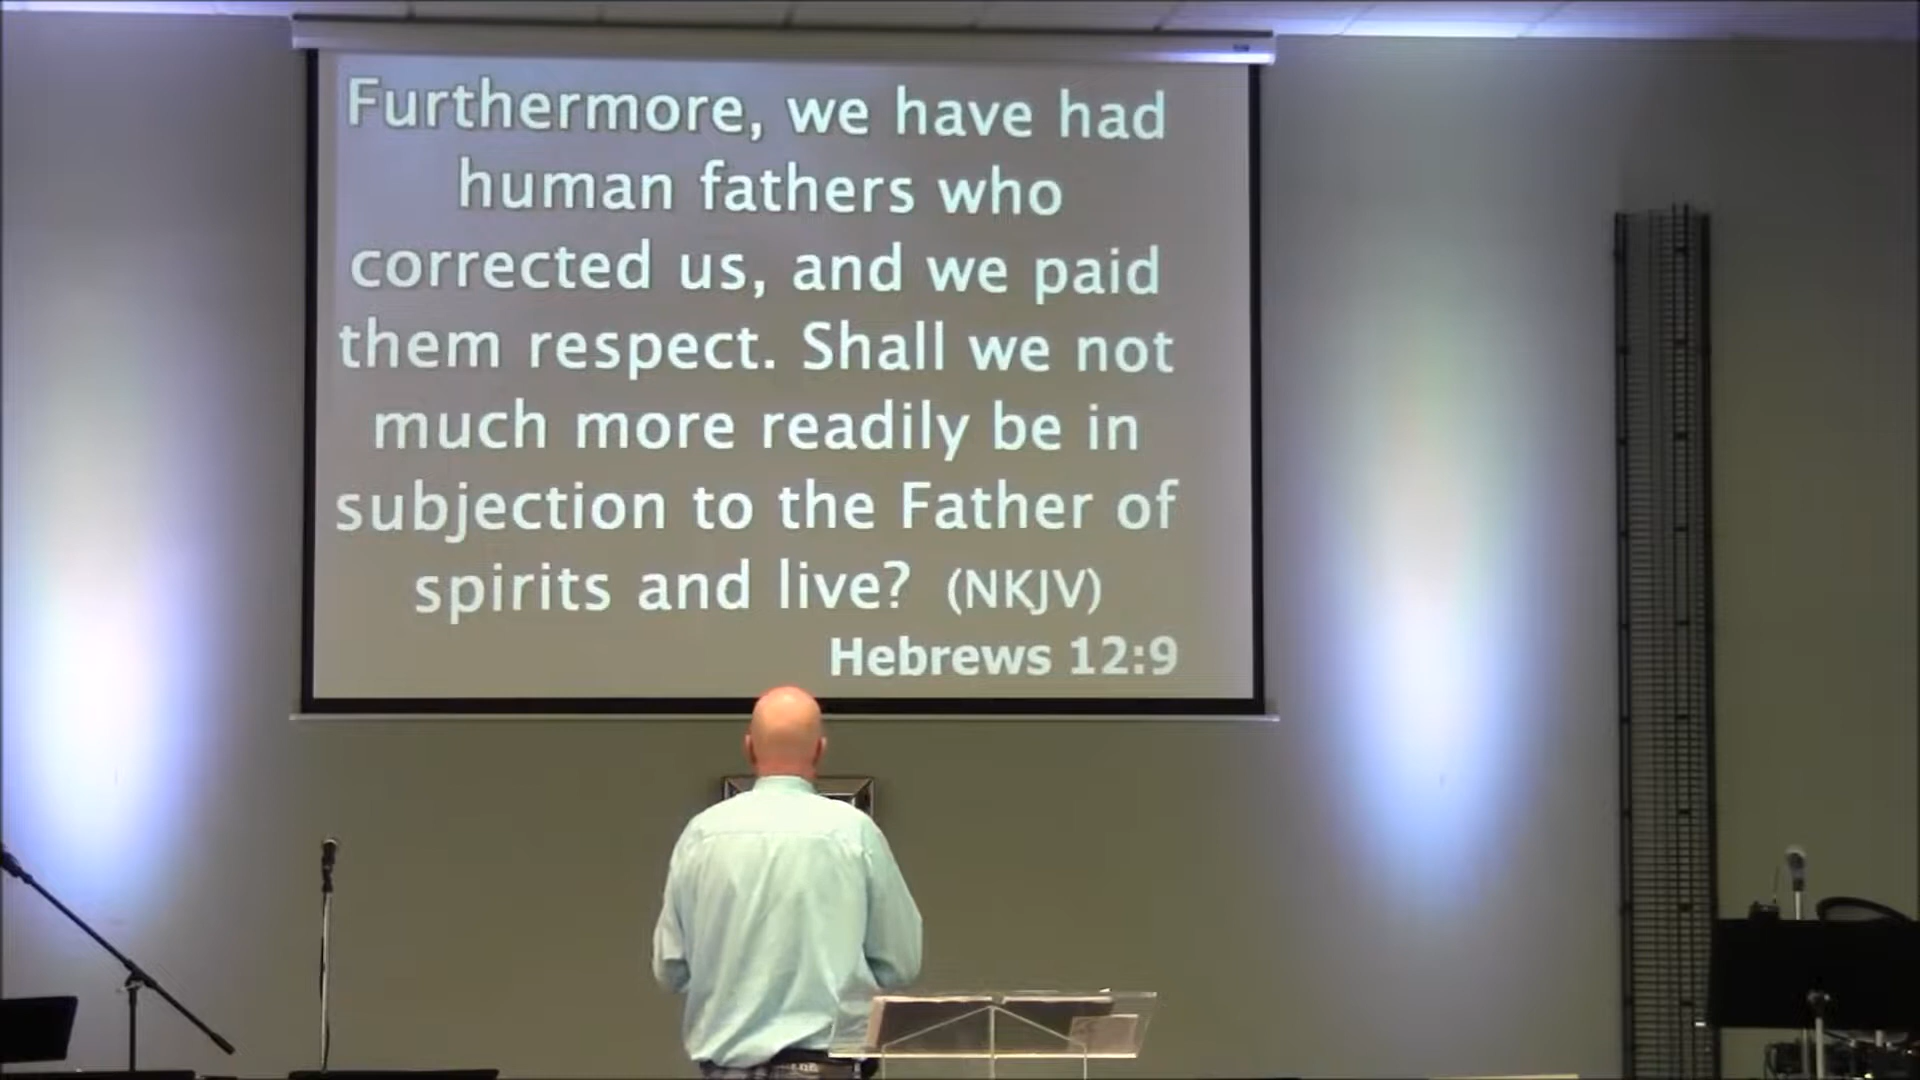 Furthermore, we have had
human fathers who
corrected us, and we paid
them respect. Shall we not
much more readily be in
subjection to the Father of
spirits and live? (NKJV)
Hebrews 12:9